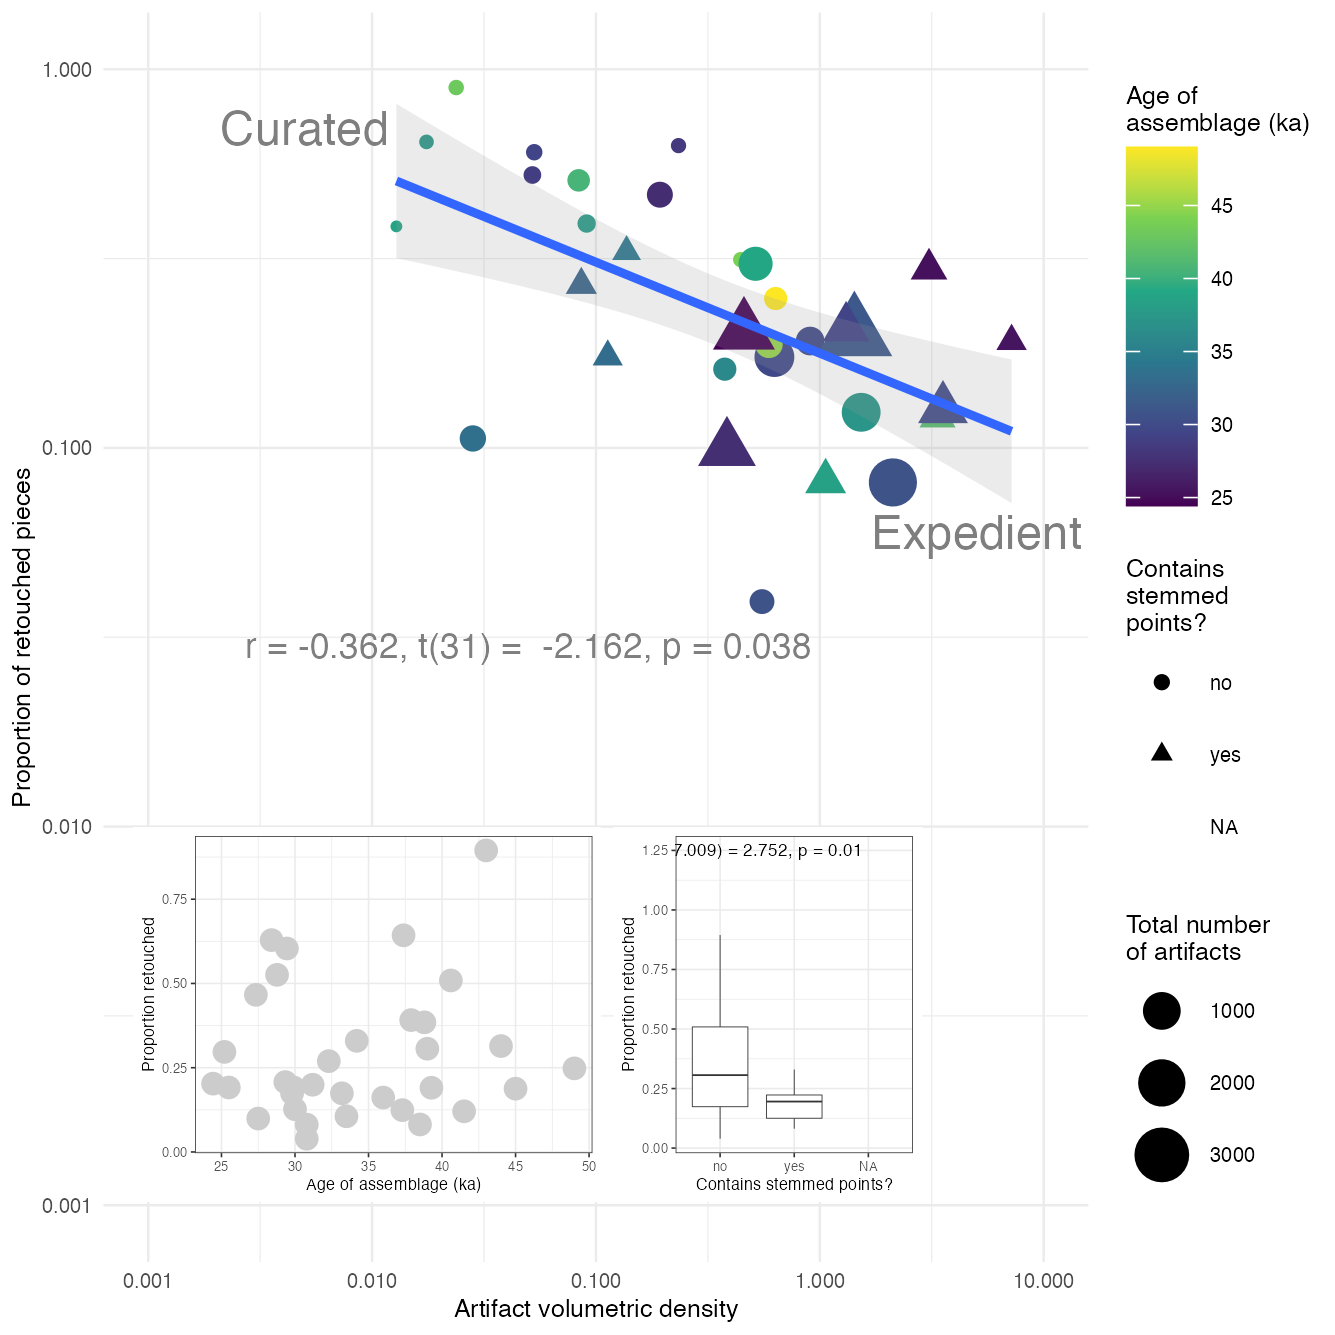 1.000
0.100
0.010
0.001
Proportion of retouched pieces
Curated
Expedient
r = -0.362, t(31) =  -2.162, p = 0.038
0.75
0.50
0.25
0.00
Proportion retouched
25 30 35 40 45 50
Age of assemblage (ka)
7.009) = 2.752, p = 0.01
1.25
1.00
0.75
0.50
0.25
0.00
Proportion retouched
no yes NA
Contains stemmed points?
0.001 0.010 0.100 1.000 10.000
Artifact volumetric density
Age of
assemblage (ka)
45
40
35
30
25
Contains
stemmed
points?
no
yes
NA
Total number
of artifacts
1000
2000
3000